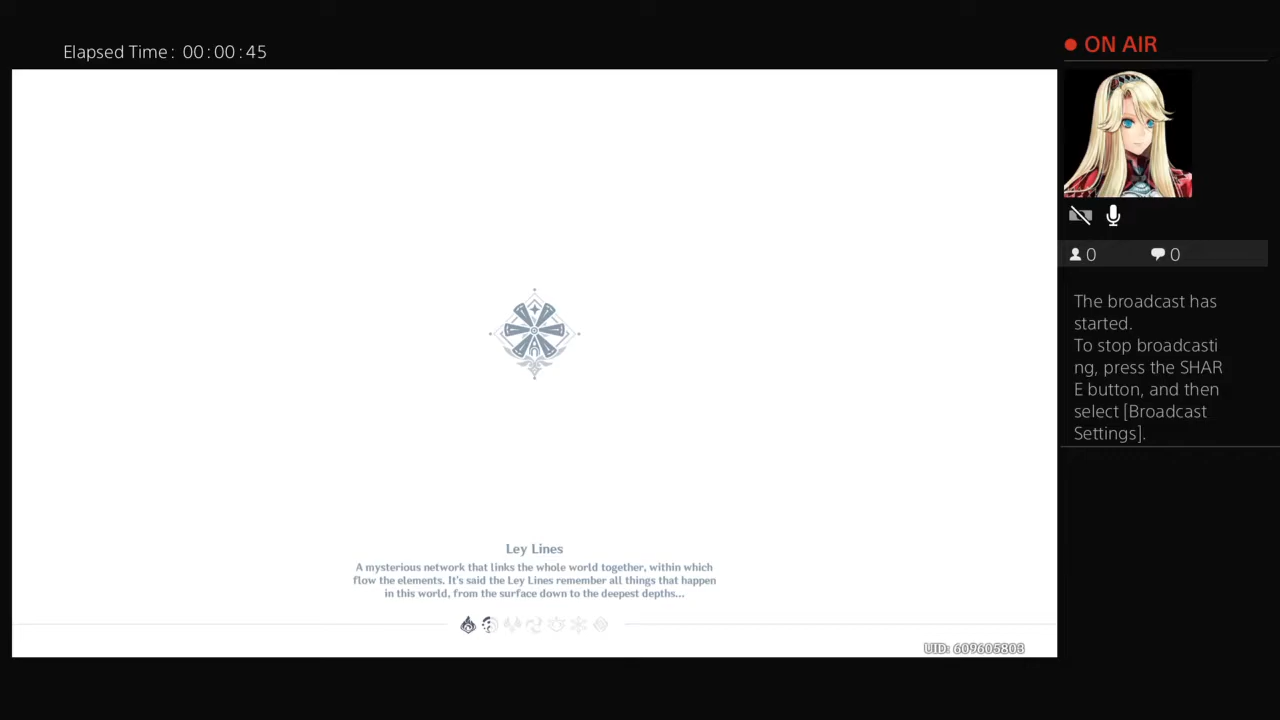 Elapsed Time: 00:00:45
ON AIR
0 0
The broadcast has
started.
To stop broadcasti
ng, press the SHAR
E button, and then
select [Broadcast
Settings].
Ley Lines
A mysterious network that links the whole world together, within which
flow the elements. It's said the Ley Lines remember all things that happen
in this world, from the surface down to the deepest depths...
UID: 609605803